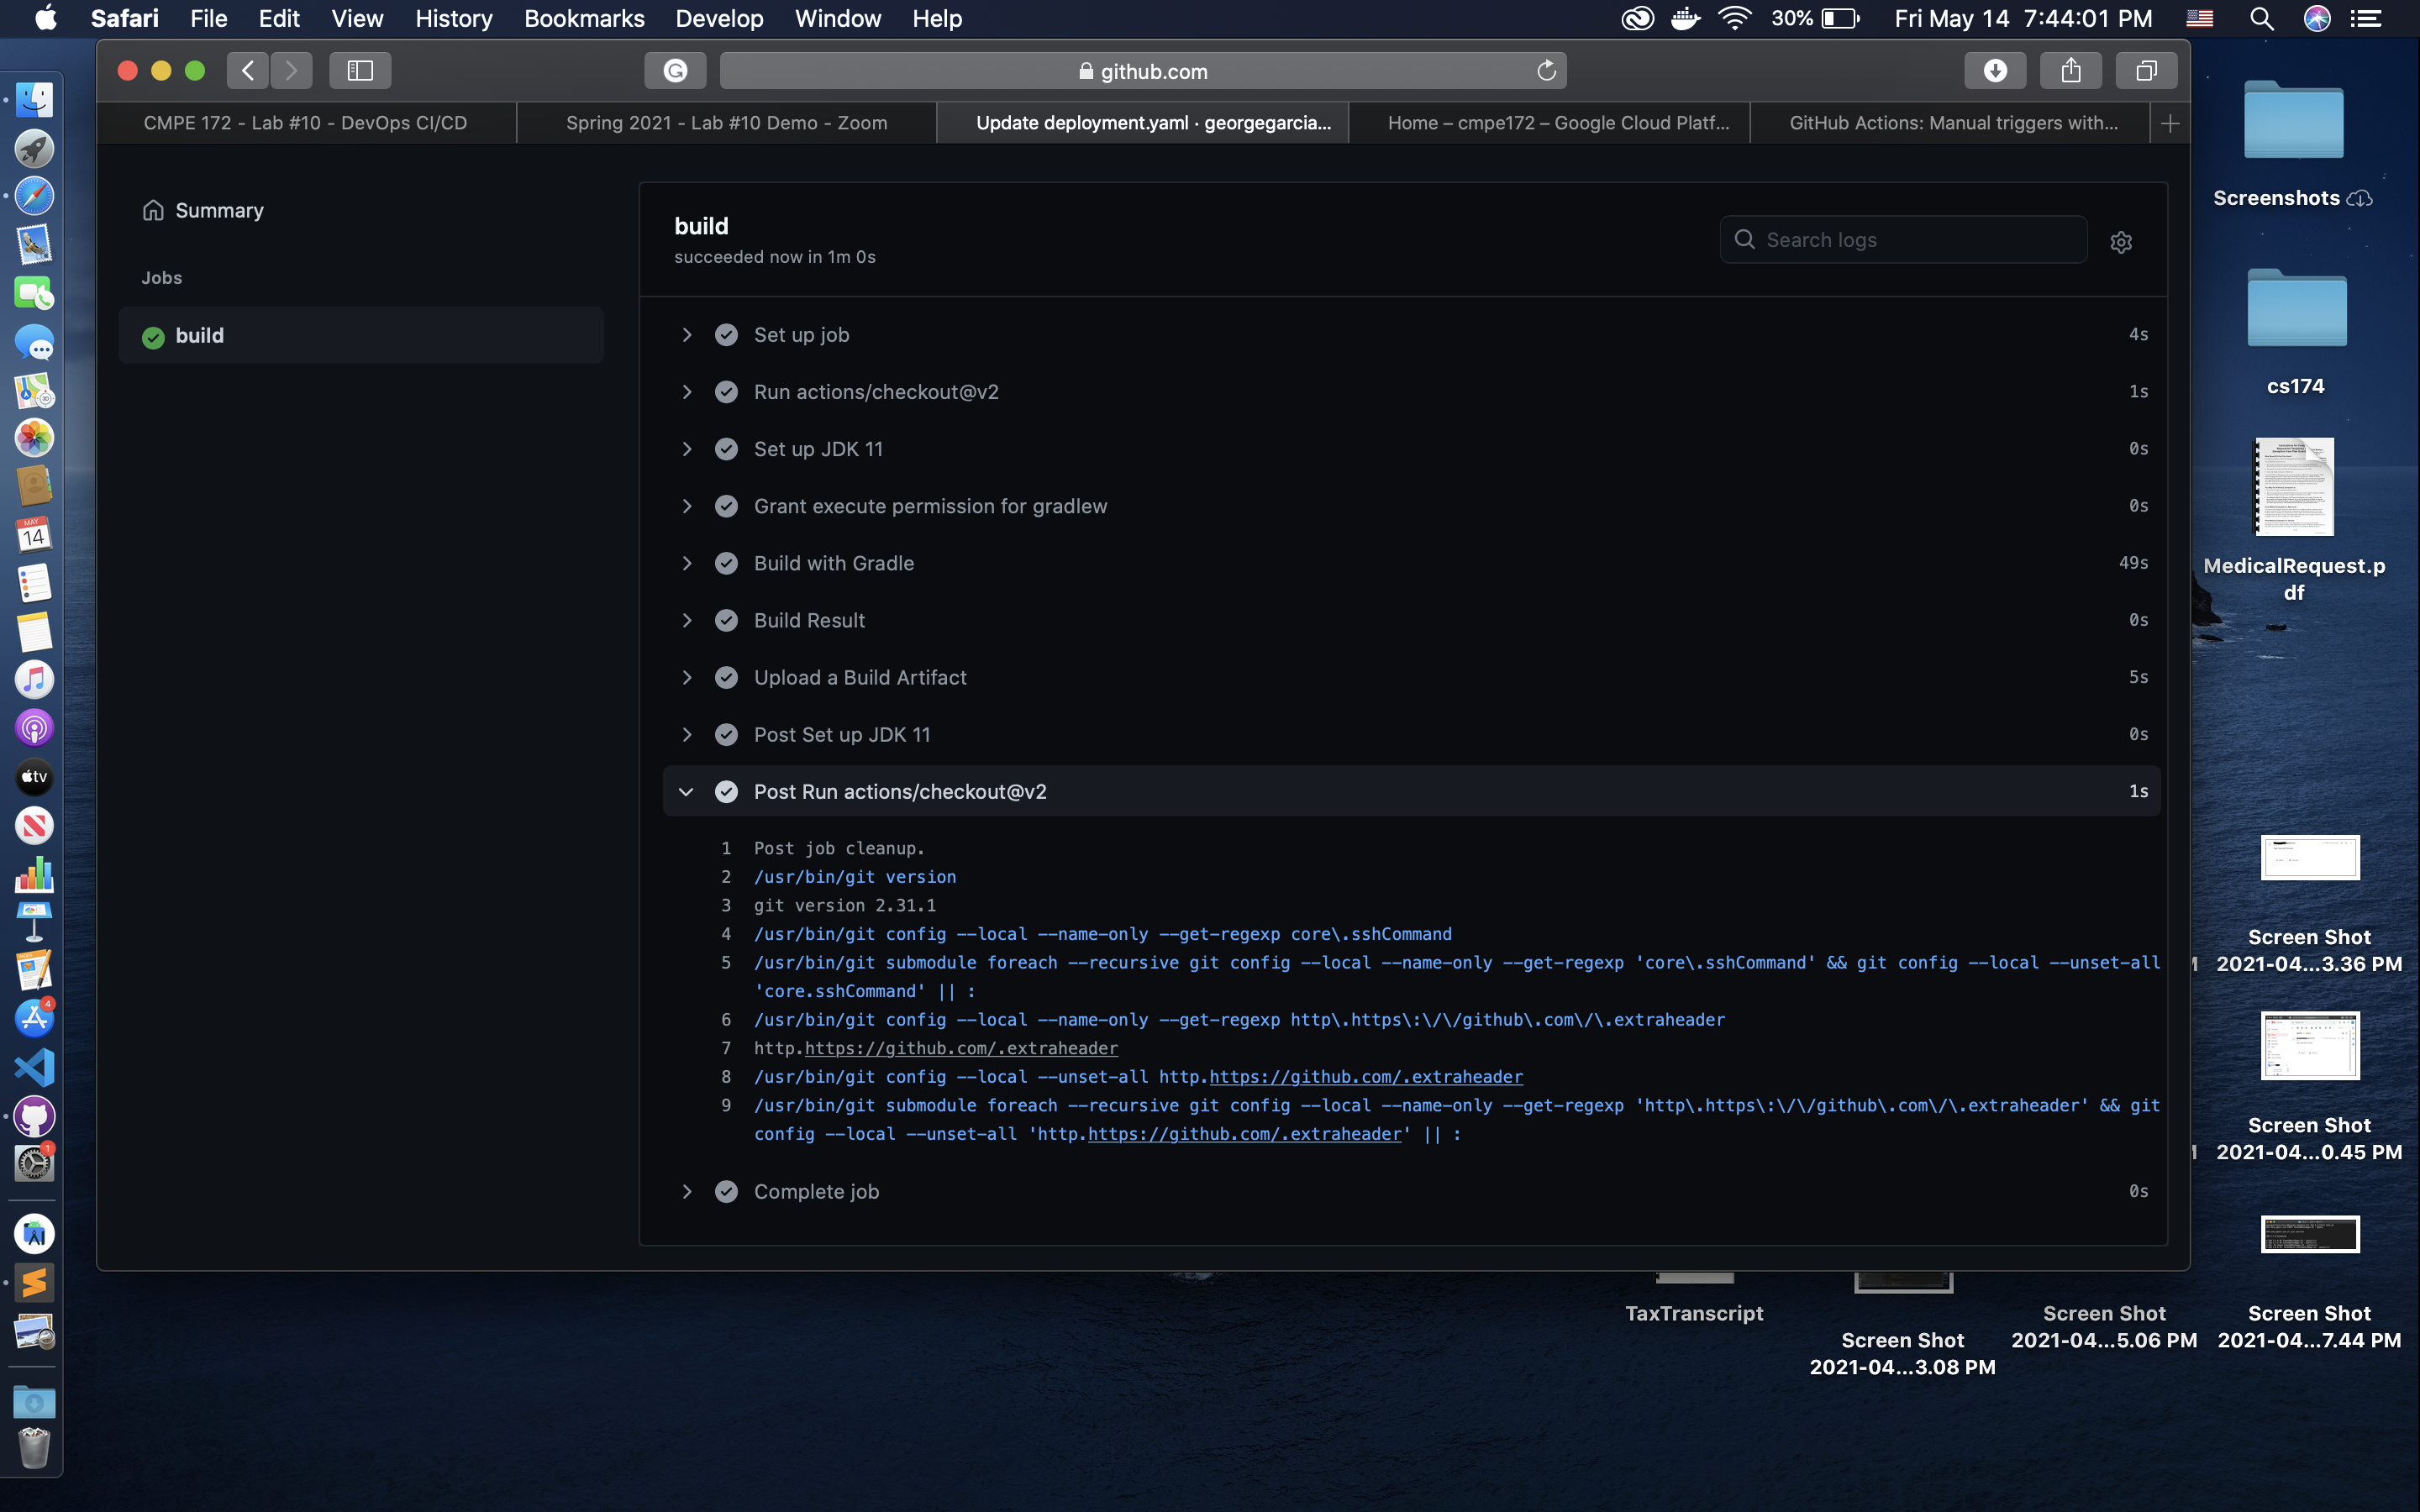 Safari File Edit View History Bookmarks Develop Window Help 30% Fri May 14 7:44:01 PM
github.com
CMPE 172 - Lab #10 - DevOps CI/CD
Spring 2021 - Lab #10 Demo - Zoom
Update deployment.yaml · georgegarcia...
Home – cmpe172 – Google Cloud Platf...
GitHub Actions: Manual triggers with...
Summary
Jobs
build
build
succeeded now in 1m 0s
Search logs
Set up job 4s
Run actions/checkout@v2 1s
Set up JDK 11 0s
Grant execute permission for gradlew 0s
Build with Gradle 49s
Build Result 0s
Upload a Build Artifact 5s
Post Set up JDK 11 0s
Post Run actions/checkout@v2 1s
1 Post job cleanup.
2 /usr/bin/git version
3 git version 2.31.1
4 /usr/bin/git config --local --name-only --get-regexp core\.sshCommand
5 /usr/bin/git submodule foreach --recursive git config --local --name-only --get-regexp 'core\.sshCommand' && git config --local --unset-all
'core.sshCommand' || :
6 /usr/bin/git config --local --name-only --get-regexp http\.https\:\/\/github\.com\/\.extraheader
7 http.https://github.com/.extraheader
8 /usr/bin/git config --local --unset-all http.https://github.com/.extraheader
9 /usr/bin/git submodule foreach --recursive git config --local --name-only --get-regexp 'http\.https\:\/\/github\.com\/\.extraheader' && git
config --local --unset-all 'http.https://github.com/.extraheader' || :
Complete job 0s
Screenshots
cs174
MedicalRequest.p
df
Screen Shot
2021-04...3.36 PM
Screen Shot
2021-04...0.45 PM
TaxTranscript
Screen Shot
2021-04...3.08 PM
Screen Shot
2021-04...5.06 PM
Screen Shot
2021-04...7.44 PM
MAY
14
tv
4
1